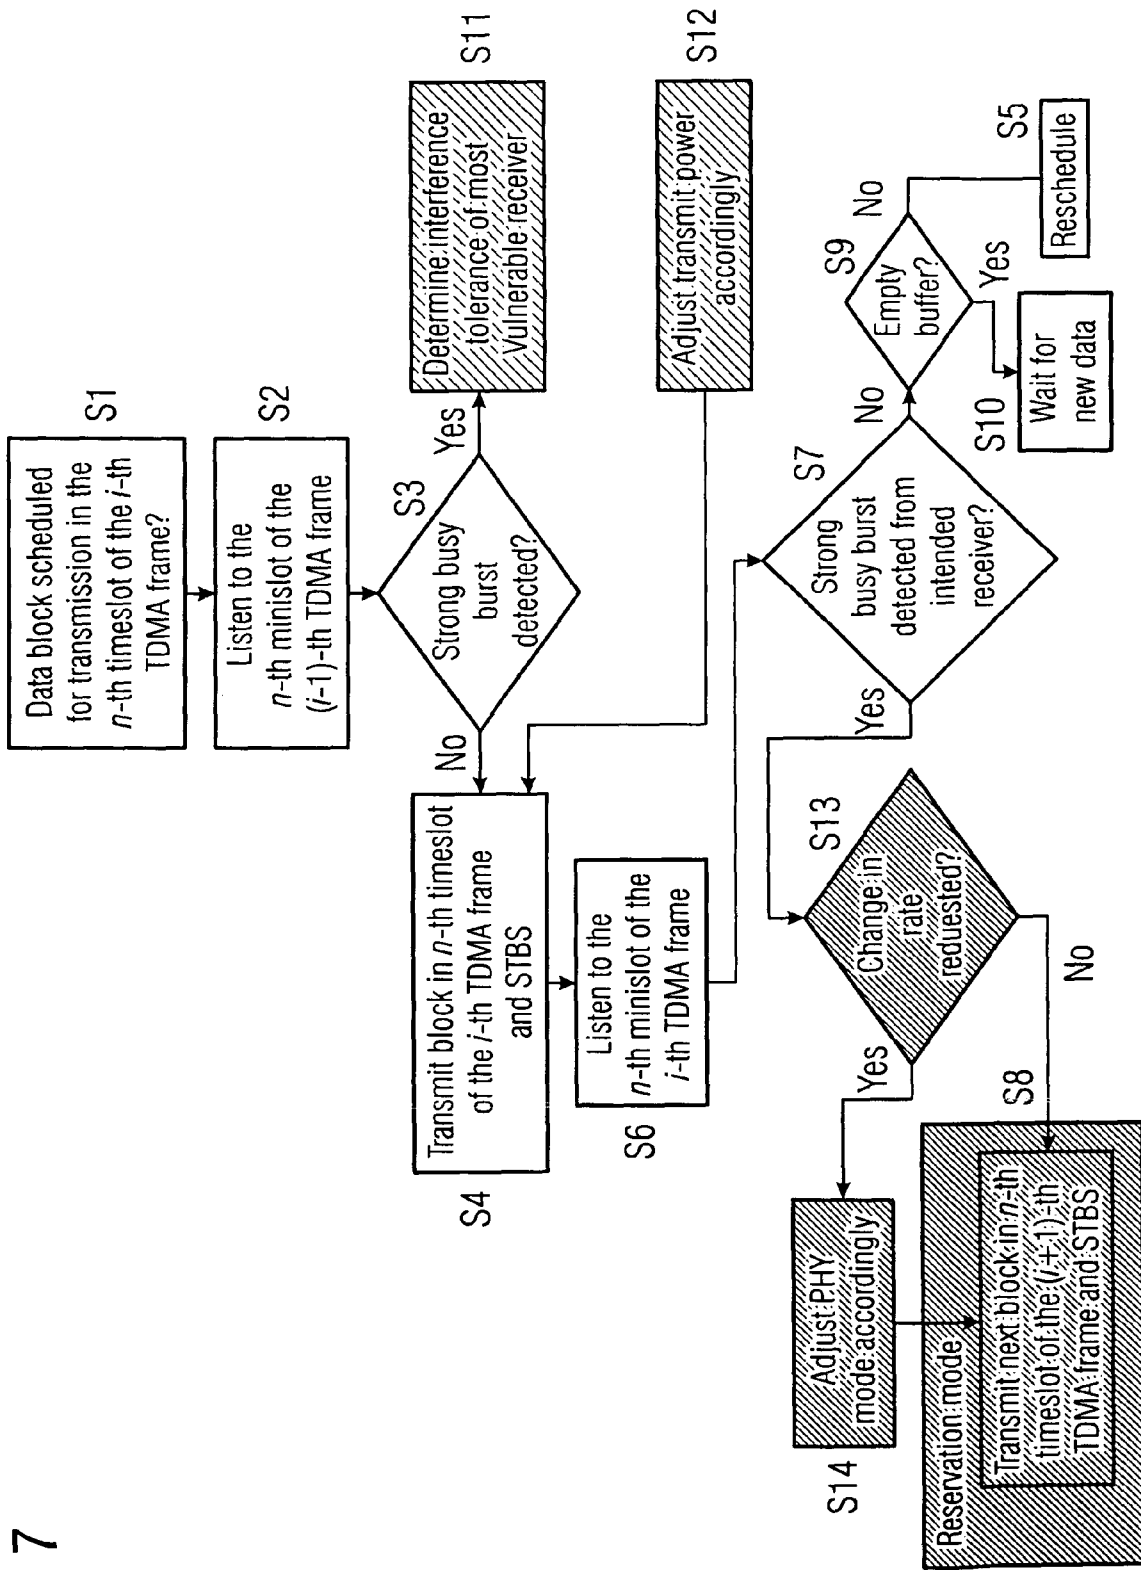 7
Data block scheduled
for transmission in the
n-th timeslot of the i-th
TDMA frame?
S1
Listen to the
n-th minislot of the
(i-1)-th TDMA frame
S2
Strong busy
burst
detected?
S3
Yes
No
Determine interference
tolerance of most
Vulnerable receiver
S11
Adjust transmit power
accordingly
S12
Transmit block in n-th timeslot
of the i-th TDMA frame
and STBS
S4
Listen to the
n-th minislot of the
i-th TDMA frame
S6
Strong
busy burst
detected from
intended
receiver?
S7
Yes
No
Empty
buffer?
S9
No
Yes
Reschedule
S5
Wait for
new data
S10
Change in
rate
reduested?
S13
Yes
No
Adjust PHY
mode accordingly
S14
Reservation mode
S8
Transmit next block in n-th
timeslot of the (i+1)-th
TDMA frame and STBS